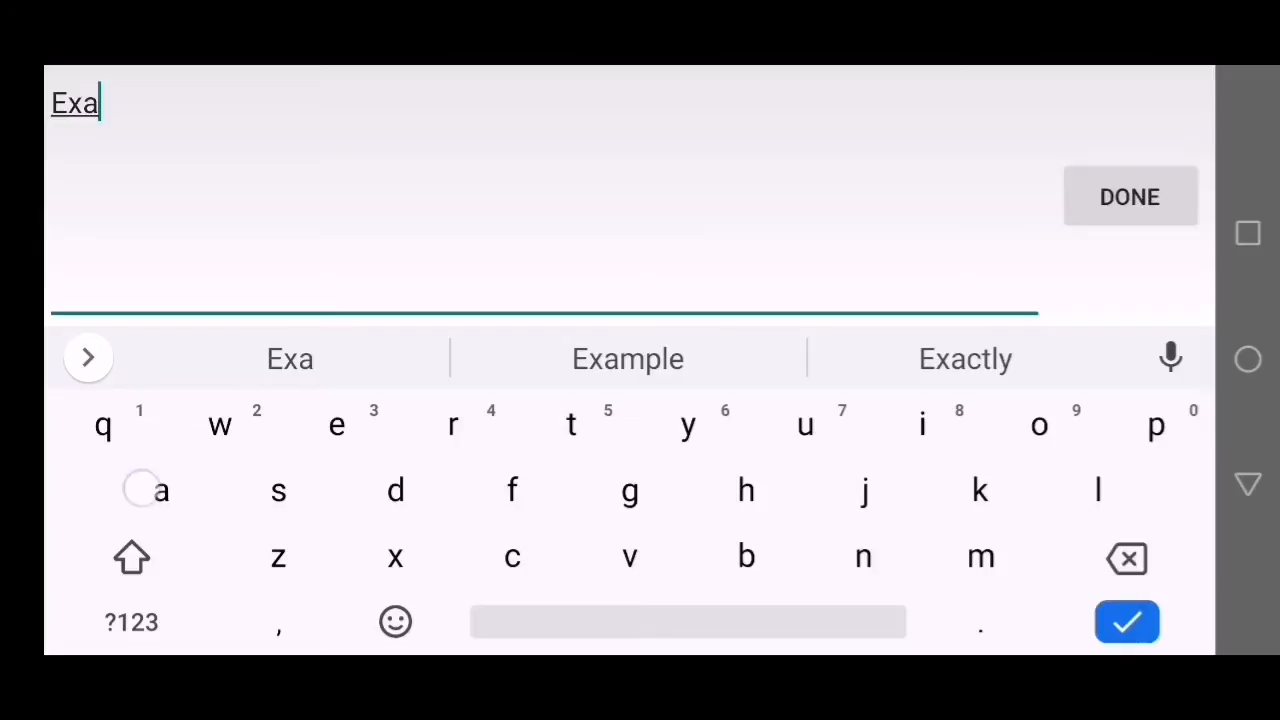 Exa
DONE
Exa Example Exactly
q 1 w 2 e 3 r 4 t 5 y 6 u 7 i 8 o 9 p 0
a s d f g h j k l
z x c v b n m
?123 , .